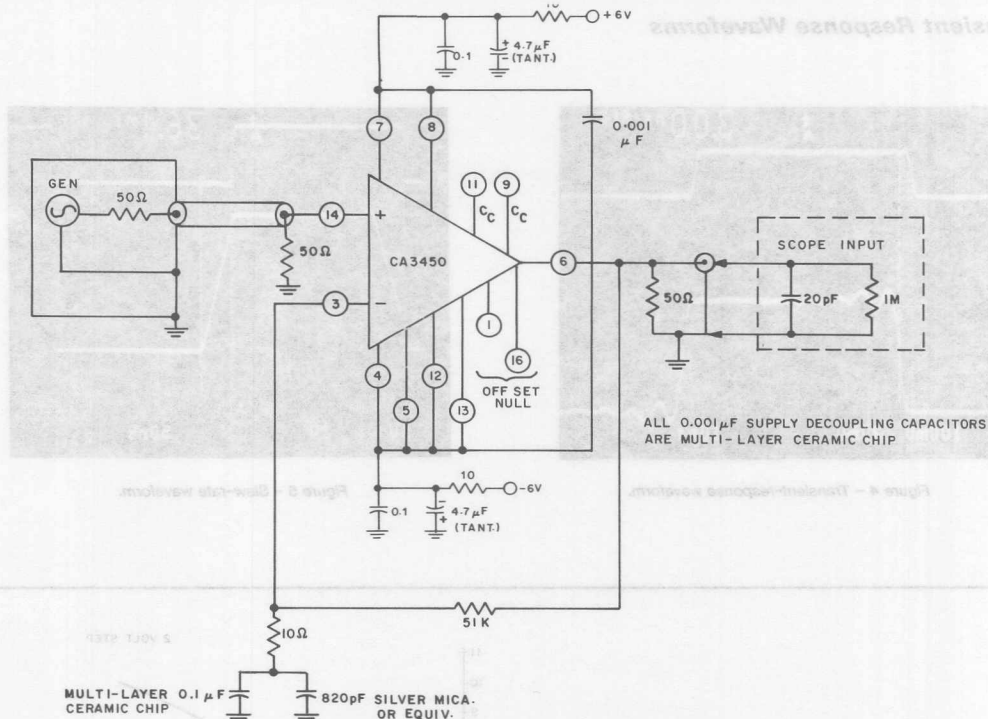 +6V
0.1
+
4.7µF
−
(TANT.)
7
8
0.001
µF
GEN
50Ω
11
9
CC
CC
14
+
SCOPE INPUT
50Ω
CA3450
6
50Ω
20pF
1M
3
−
1
4
12
16
5
13
OFF SET
NULL
ALL 0.001µF SUPPLY DECOUPLING CAPACITORS
ARE MULTI-LAYER CERAMIC CHIP
10
-6V
0.1
−
4.7µF
+
(TANT.)
Figure 4 – Transient-response waveform.
Figure 5 – Slew-rate waveform.
51K
10Ω
2 VOLT STEP
MULTI-LAYER 0.1µF
CERAMIC CHIP
820pF SILVER MICA.
OR EQUIV.